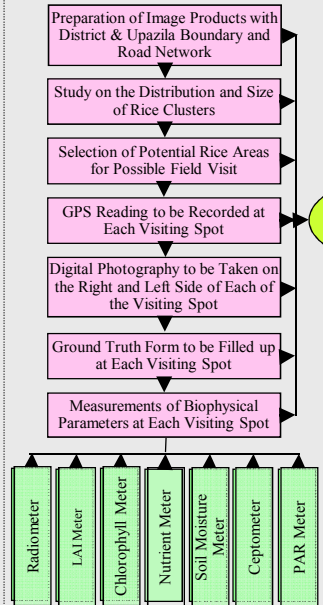 Preparation of Image Products with
District & Upazila Boundary and
Road Network
Study on the Distribution and Size
of Rice Clusters
Selection of Potential Rice Areas
for Possible Field Visit
GPS Reading to be Recorded at
Each Visiting Spot
Digital Photography to be Taken on
the Right and Left Side of Each of
the Visiting Spot
Ground Truth Form to be Filled up
at Each Visiting Spot
Measurements of Biophysical
Parameters at Each Visiting Spot
Radiometer
LAI Meter
Chlorophyll Meter
Nutrient Meter
Soil Moisture
Meter
Ceptometer
PAR Meter